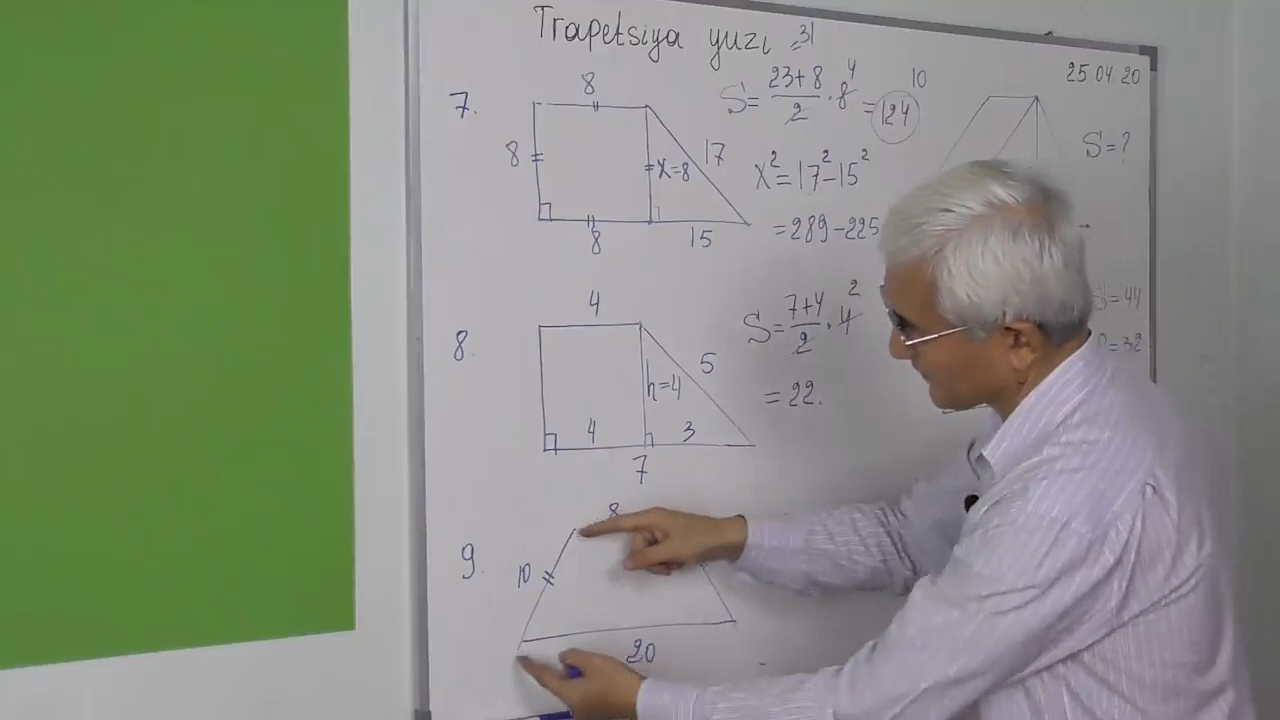 Trapetsiya yuzi
25 04 20
7.
8
8
x=8
17
8
15
31
S= 23+8/2 · 8 4 = 124
x²=17²-15²
=289-225
10
S=?
8.
4
h=4
5
4
3
7
S= 7+4/2 · 4 2
=22.
S=44
P=32
9.
8
10
20